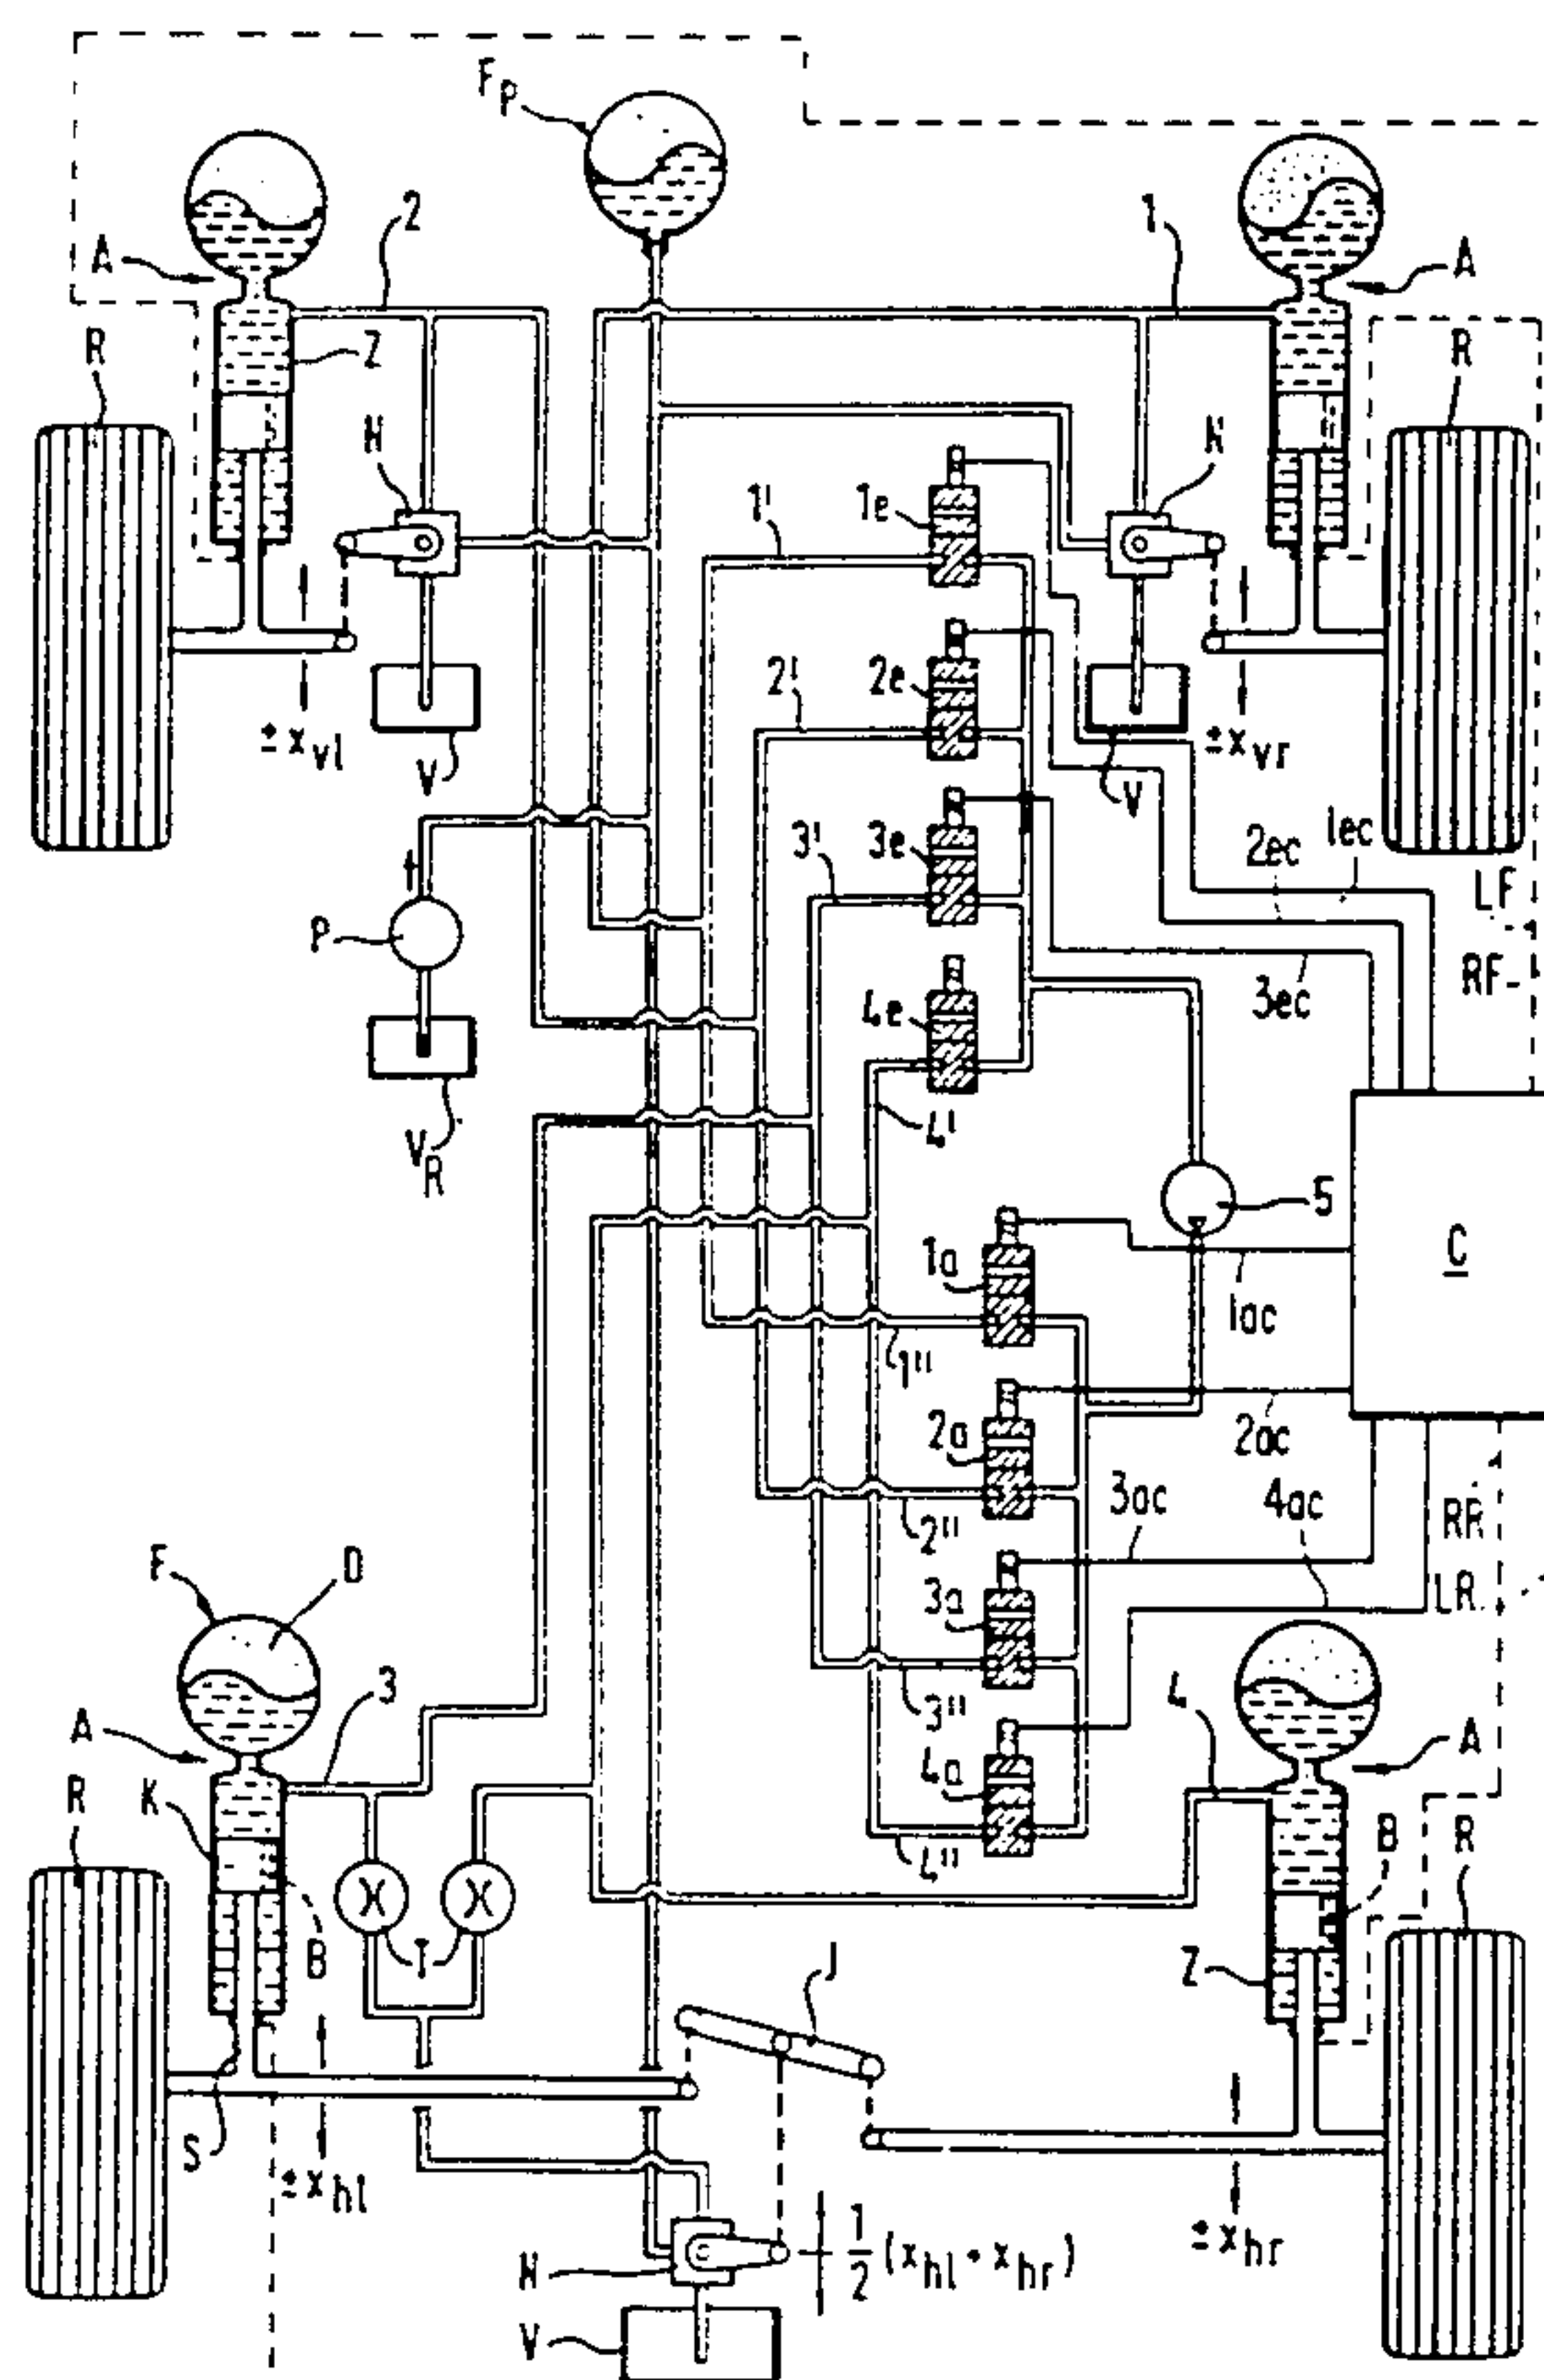 Fp
2
1
A
A
R
Z
R
N
N
1'
1e
2'
2e
±xvl
V
±xvr
V
3'
3e
1ec
2ec
LF
P
RF
3ec
4e
VR
4'
5
C
1a
1ac
1"
2a
2ac
3ac
4ac
RR
2"
F
D
3a
LR
3
3"
4
A
A
R
K
4a
B
R
4"
B
T
J
Z
S
±xhl
±xhr
N
1/2 (xhl + xhr)
V